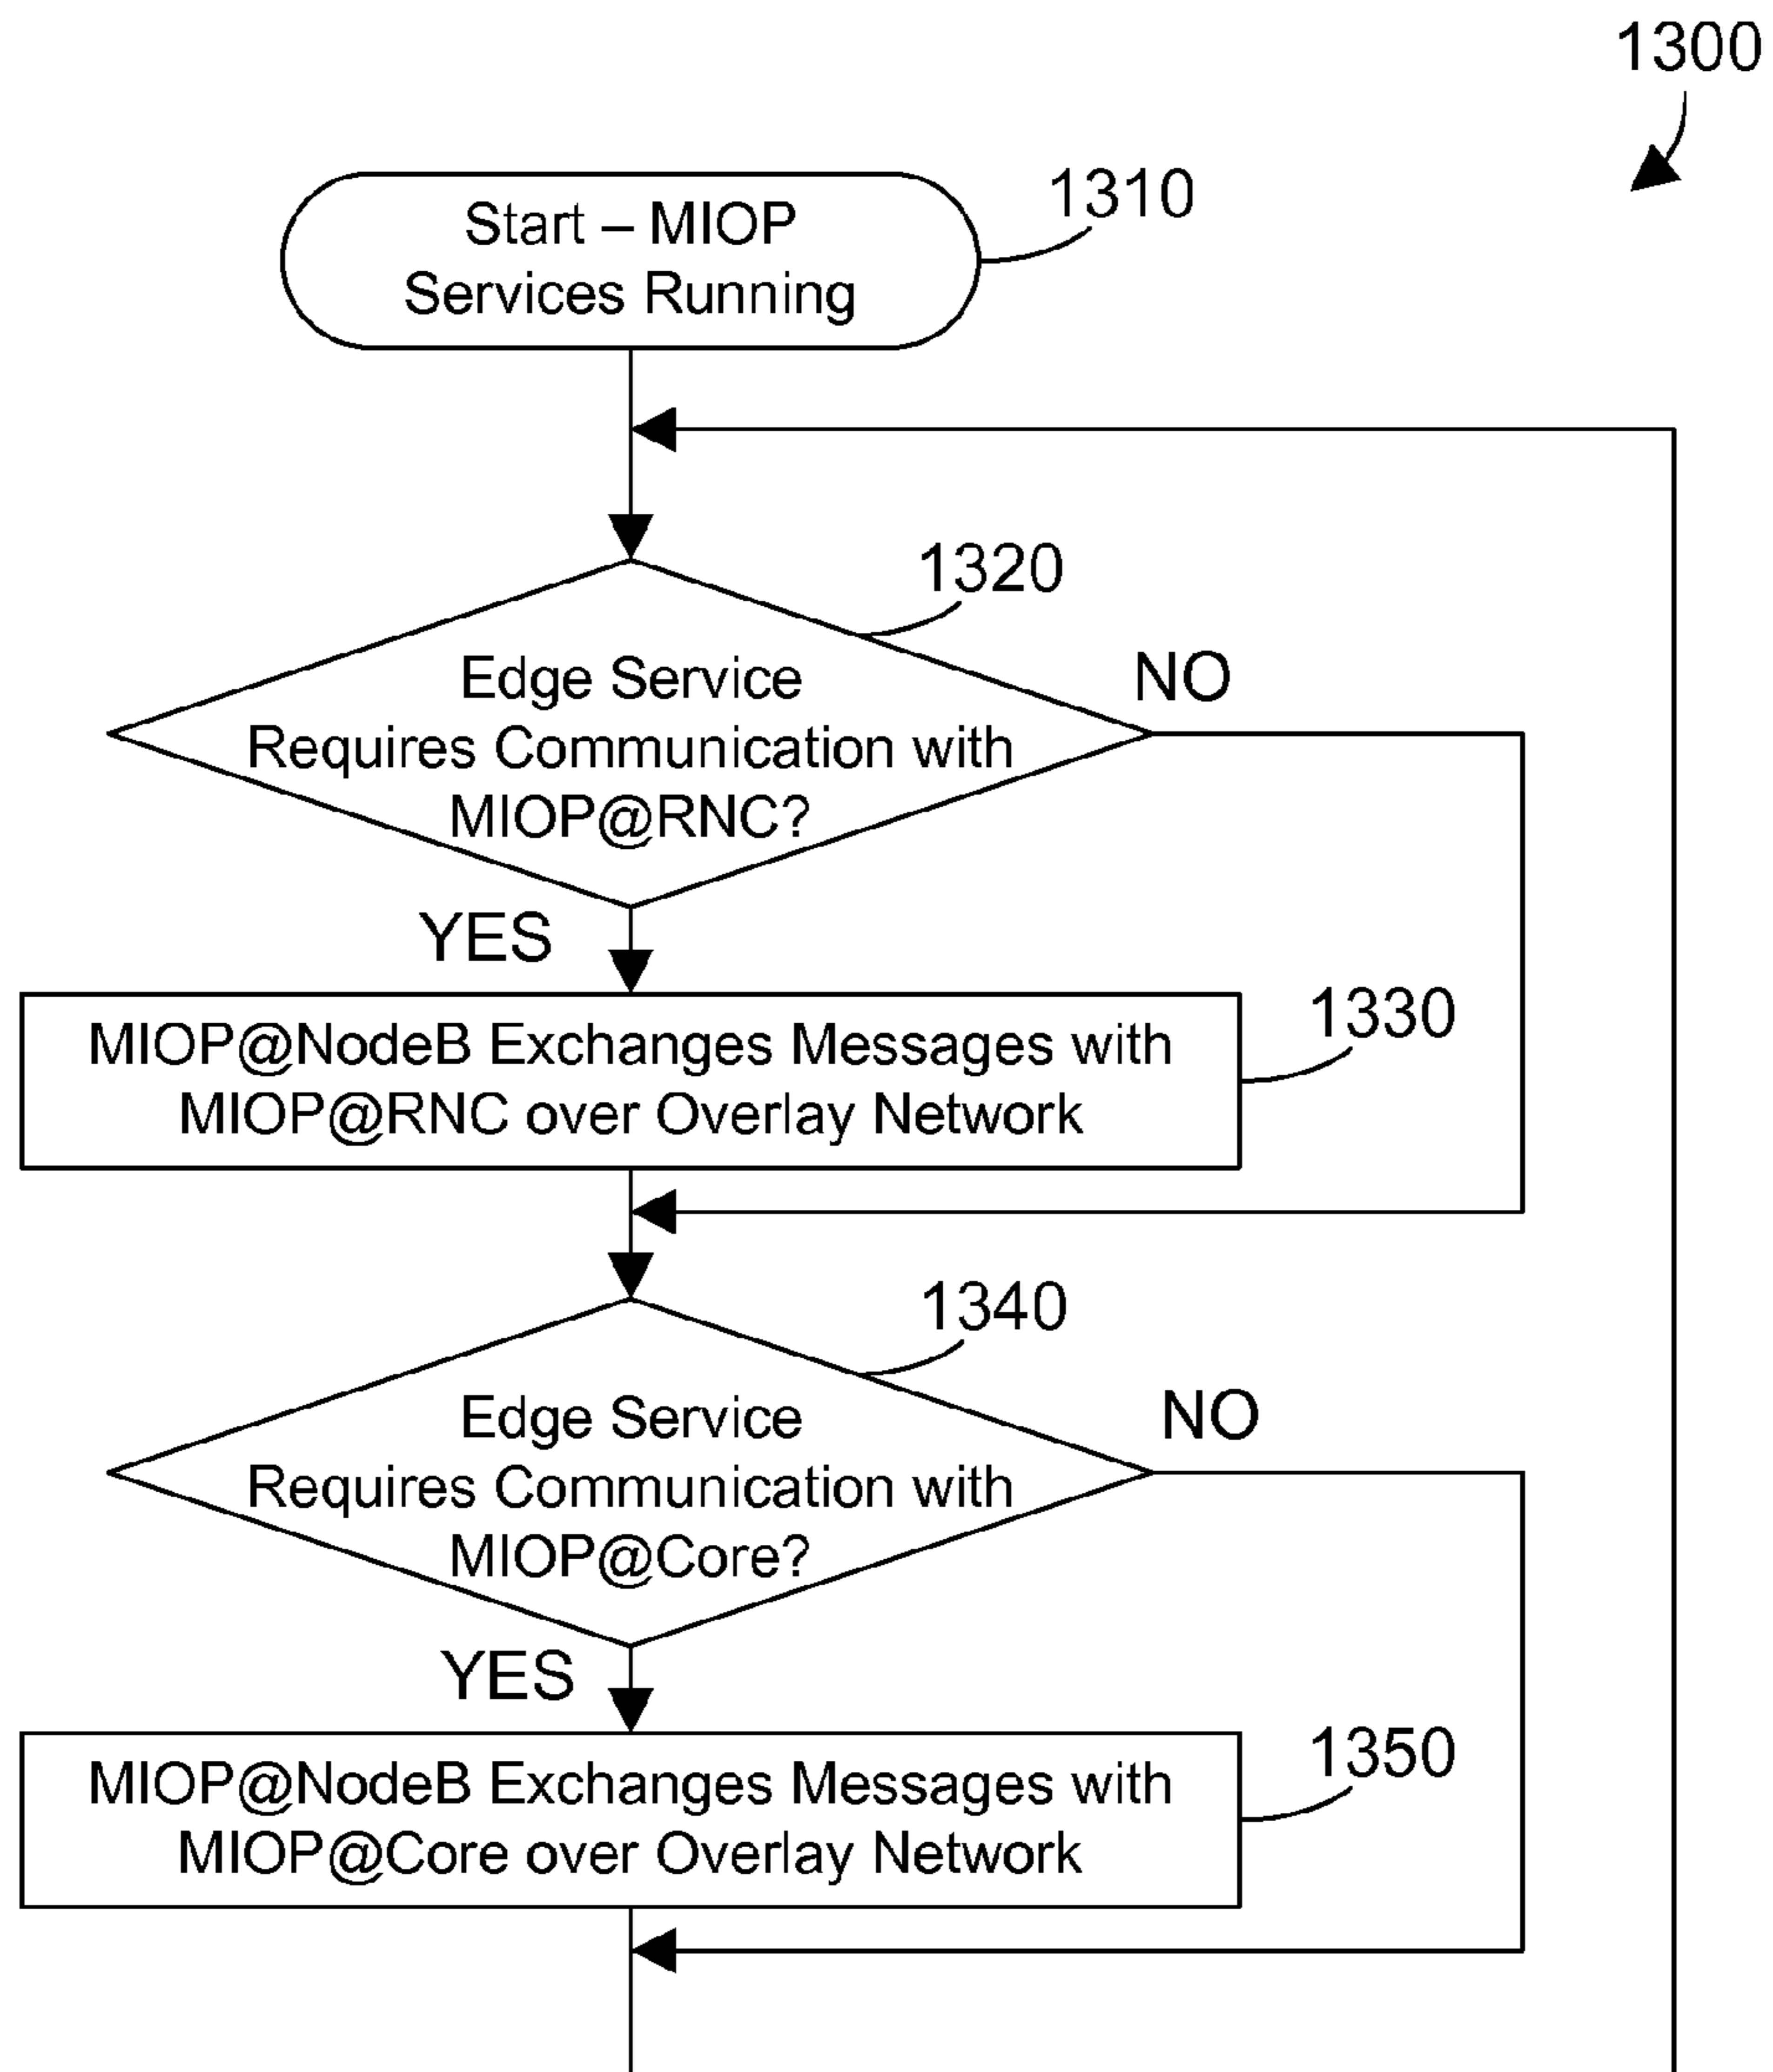 1300
1310
Start – MIOP
Services Running
1320
Edge Service
Requires Communication with
MIOP@RNC?
NO
YES
1330
MIOP@NodeB Exchanges Messages with
MIOP@RNC over Overlay Network
1340
Edge Service
Requires Communication with
MIOP@Core?
NO
YES
1350
MIOP@NodeB Exchanges Messages with
MIOP@Core over Overlay Network